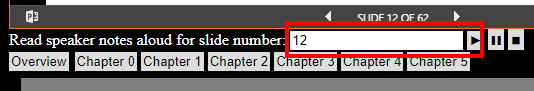 SLIDE 12 OF 62
Read speaker notes aloud for slide number: 12
Overview Chapter 0 Chapter 1 Chapter 2 Chapter 3 Chapter 4 Chapter 5